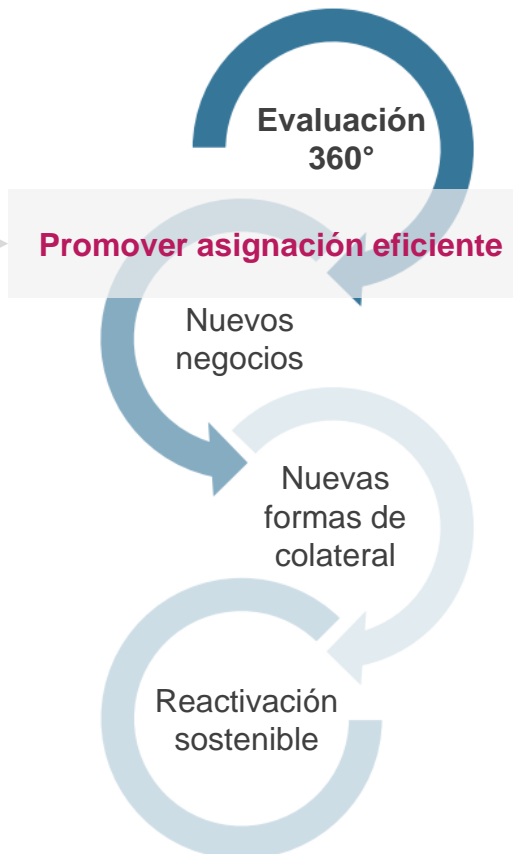 Evaluación
360°
Promover asignación eficiente
Nuevos
negocios
Nuevas
formas de
colateral
Reactivación
sostenible